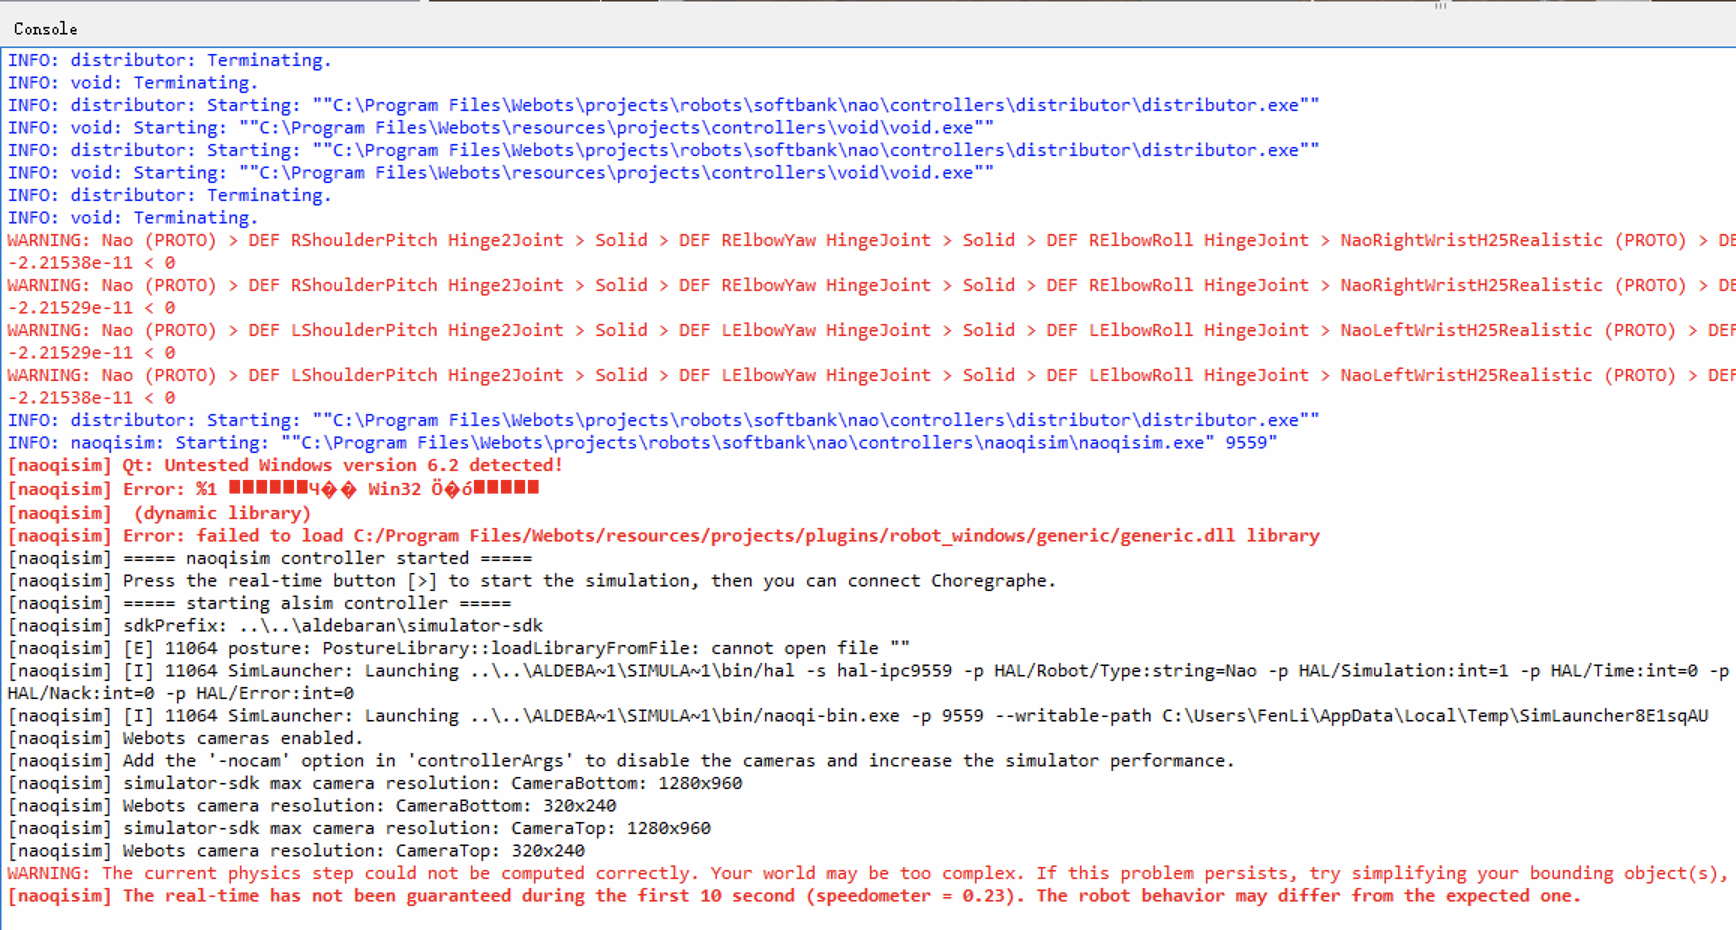 Console
INFO: distributor: Terminating.
INFO: void: Terminating.
INFO: distributor: Starting: ""C:\Program Files\Webots\projects\robots\softbank\nao\controllers\distributor\distributor.exe""
INFO: void: Starting: ""C:\Program Files\Webots\resources\projects\controllers\void\void.exe""
INFO: distributor: Starting: ""C:\Program Files\Webots\projects\robots\softbank\nao\controllers\distributor\distributor.exe""
INFO: void: Starting: ""C:\Program Files\Webots\resources\projects\controllers\void\void.exe""
INFO: distributor: Terminating.
INFO: void: Terminating.
WARNING: Nao (PROTO) > DEF RShoulderPitch Hinge2Joint > Solid > DEF RElbowYaw HingeJoint > Solid > DEF RElbowRoll HingeJoint > NaoRightWristH25Realistic (PROTO) >
-2.21538e-11 < 0
WARNING: Nao (PROTO) > DEF RShoulderPitch Hinge2Joint > Solid > DEF RElbowYaw HingeJoint > Solid > DEF RElbowRoll HingeJoint > NaoRightWristH25Realistic (PROTO) >
-2.21529e-11 < 0
WARNING: Nao (PROTO) > DEF LShoulderPitch Hinge2Joint > Solid > DEF LElbowYaw HingeJoint > Solid > DEF LElbowRoll HingeJoint > NaoLeftWristH25Realistic (PROTO) >
-2.21529e-11 < 0
WARNING: Nao (PROTO) > DEF LShoulderPitch Hinge2Joint > Solid > DEF LElbowYaw HingeJoint > Solid > DEF LElbowRoll HingeJoint > NaoLeftWristH25Realistic (PROTO) >
-2.21538e-11 < 0
INFO: distributor: Starting: ""C:\Program Files\Webots\projects\robots\softbank\nao\controllers\distributor\distributor.exe""
INFO: naoqisim: Starting: ""C:\Program Files\Webots\projects\robots\softbank\nao\controllers\naoqisim\naoqisim.exe" 9559"
[naoqisim] Qt: Untested Windows version 6.2 detected!
[naoqisim] Error: %1 Win32
[naoqisim]  (dynamic library)
[naoqisim] Error: failed to load C:/Program Files/Webots/resources/projects/plugins/robot_windows/generic/generic.dll library
[naoqisim] ===== naoqisim controller started =====
[naoqisim] Press the real-time button [>] to start the simulation, then you can connect Choregraphe.
[naoqisim] ===== starting alsim controller =====
[naoqisim] sdkPrefix: ..\..\aldebaran\simulator-sdk
[naoqisim] [E] 11064 posture: PostureLibrary::loadLibraryFromFile: cannot open file ""
[naoqisim] [I] 11064 SimLauncher: Launching ..\..\ALDEBA~1\SIMULA~1\bin/hal -s hal-ipc9559 -p HAL/Robot/Type:string=Nao -p HAL/Simulation:int=1 -p HAL/Time:int=0 -p
HAL/Nack:int=0 -p HAL/Error:int=0
[naoqisim] [I] 11064 SimLauncher: Launching ..\..\ALDEBA~1\SIMULA~1\bin/naoqi-bin.exe -p 9559 --writable-path C:\Users\FenLi\AppData\Local\Temp\SimLauncher8E1sqAU
[naoqisim] Webots cameras enabled.
[naoqisim] Add the '-nocam' option in 'controllerArgs' to disable the cameras and increase the simulator performance.
[naoqisim] simulator-sdk max camera resolution: CameraBottom: 1280x960
[naoqisim] Webots camera resolution: CameraBottom: 320x240
[naoqisim] simulator-sdk max camera resolution: CameraTop: 1280x960
[naoqisim] Webots camera resolution: CameraTop: 320x240
WARNING: The current physics step could not be computed correctly. Your world may be too complex. If this problem persists, try simplifying your bounding object(s),
[naoqisim] The real-time has not been guaranteed during the first 10 second (speedometer = 0.23). The robot behavior may differ from the expected one.